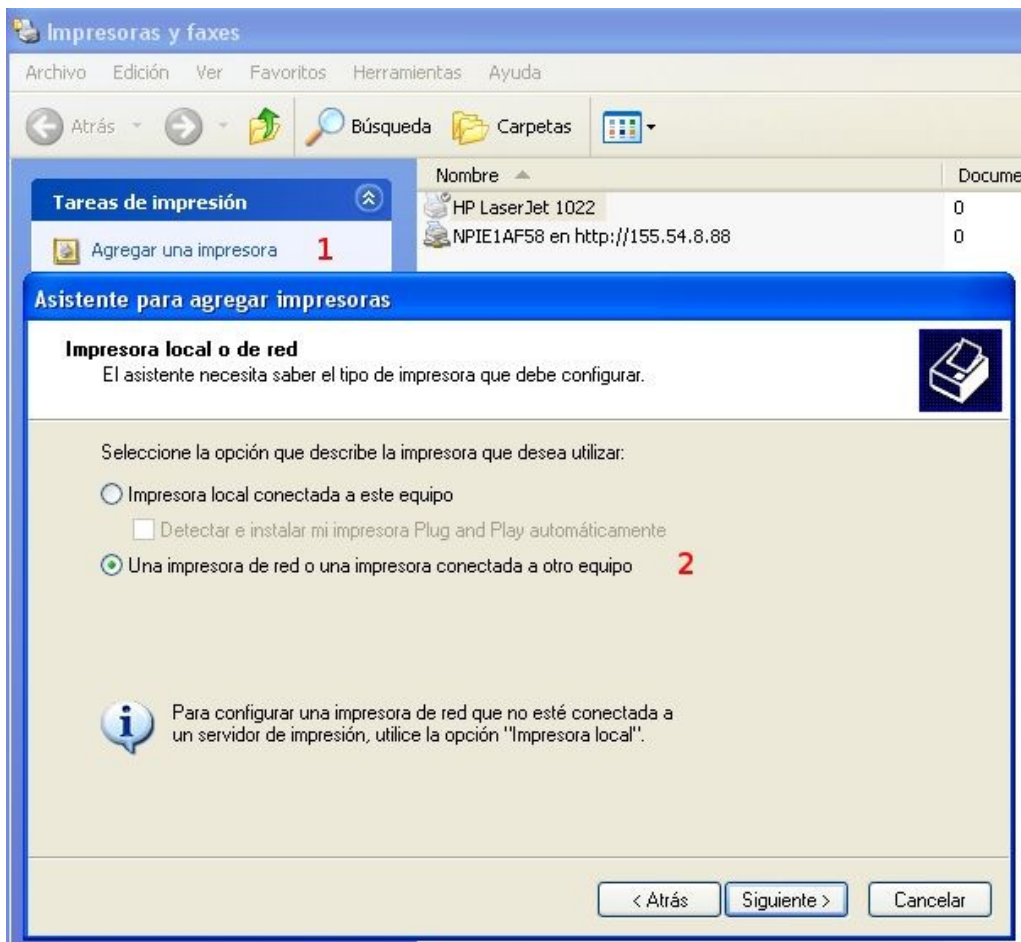 Impresoras y faxes
Archivo Edición Ver Favoritos Herramientas Ayuda
Atrás Búsqueda Carpetas
Nombre Docume
Tareas de impresión
HP LaserJet 1022 0
Agregar una impresora 1
NPIE1AF58 en http://155.54.8.88 0
Asistente para agregar impresoras
Impresora local o de red
El asistente necesita saber el tipo de impresora que debe configurar.
Seleccione la opción que describe la impresora que desea utilizar:
Impresora local conectada a este equipo
Detectar e instalar mi impresora Plug and Play automáticamente
Una impresora de red o una impresora conectada a otro equipo 2
Para configurar una impresora de red que no esté conectada a
un servidor de impresión, utilice la opción "Impresora local".
< Atrás Siguiente > Cancelar